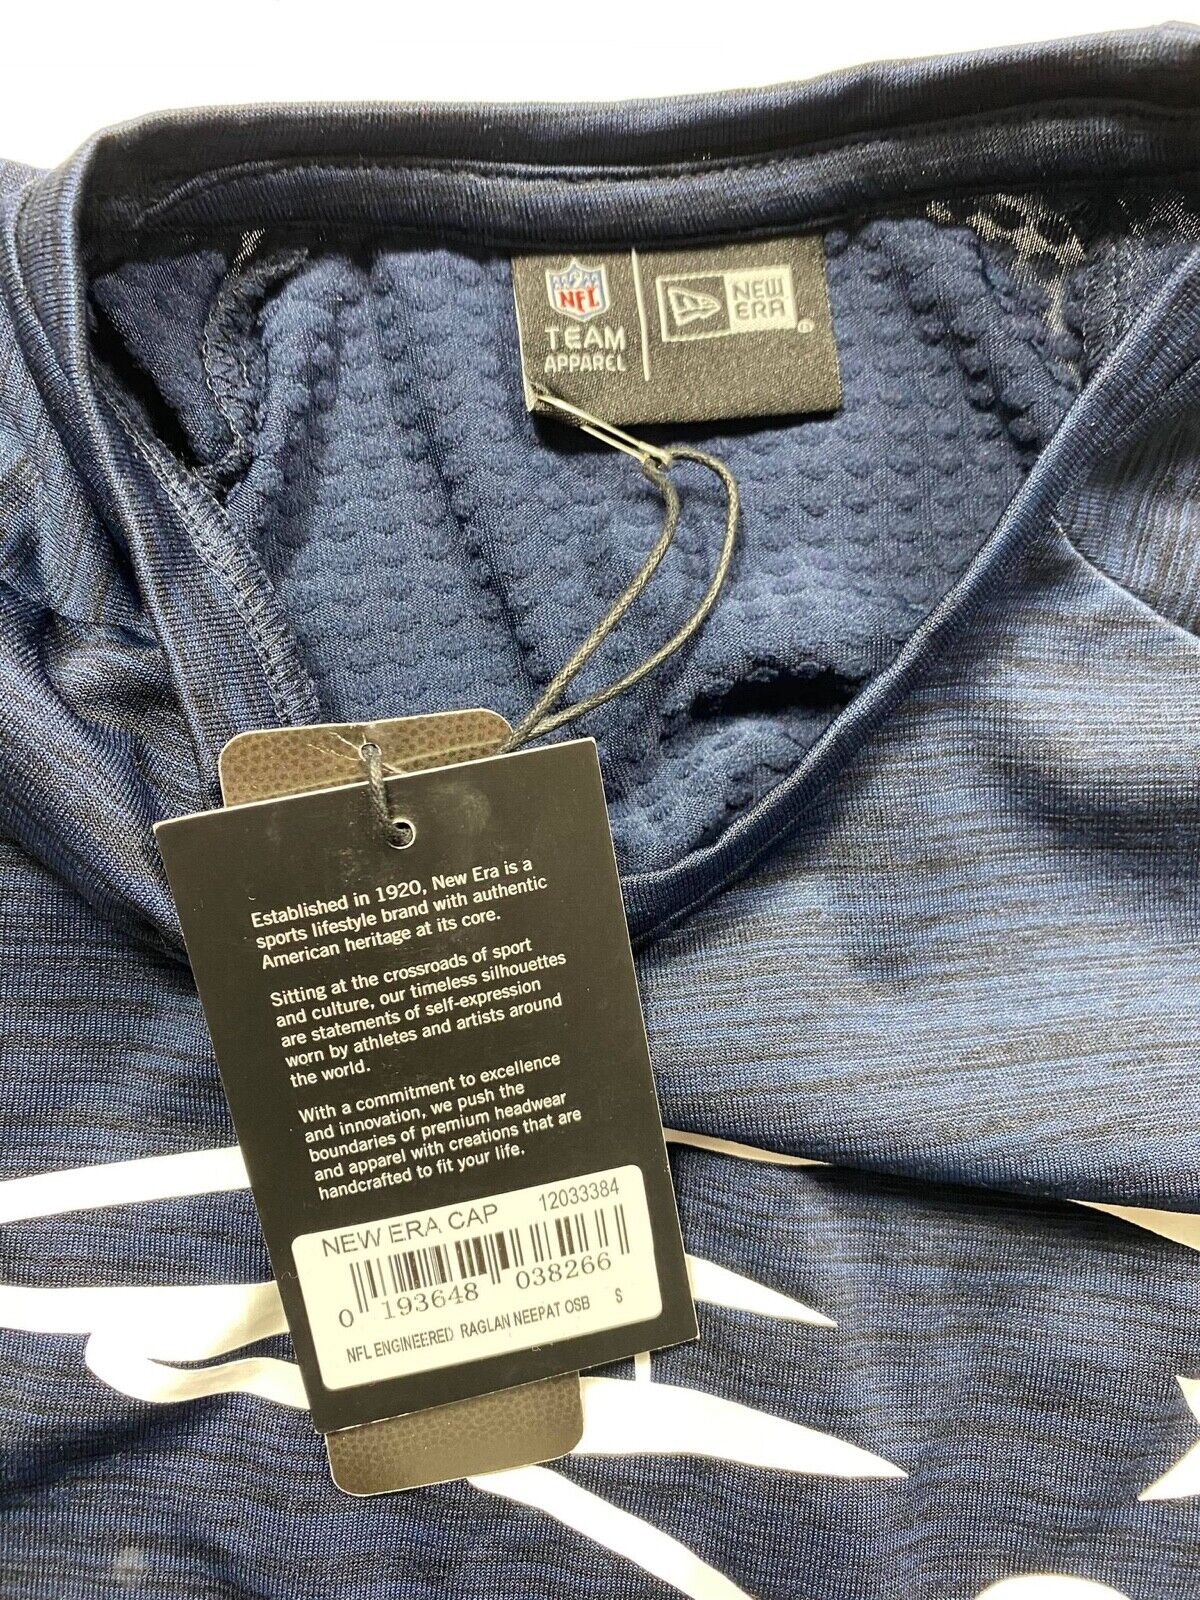 NFL
TEAM
APPAREL
NEW
ERA
®
Established in 1920, New Era is a
sports lifestyle brand with authentic
American heritage at its core.
Sitting at the crossroads of sport
and culture, our timeless silhouettes
are statements of self-expression
worn by athletes and artists around
the world.
With a commitment to excellence
and innovation, we push the
boundaries of premium headwear
and apparel with creations that are
handcrafted to fit your life.
NEW ERA CAP 12033384
0 193648 038266
NFL ENGINEERED RAGLAN NEEPAT OSB S